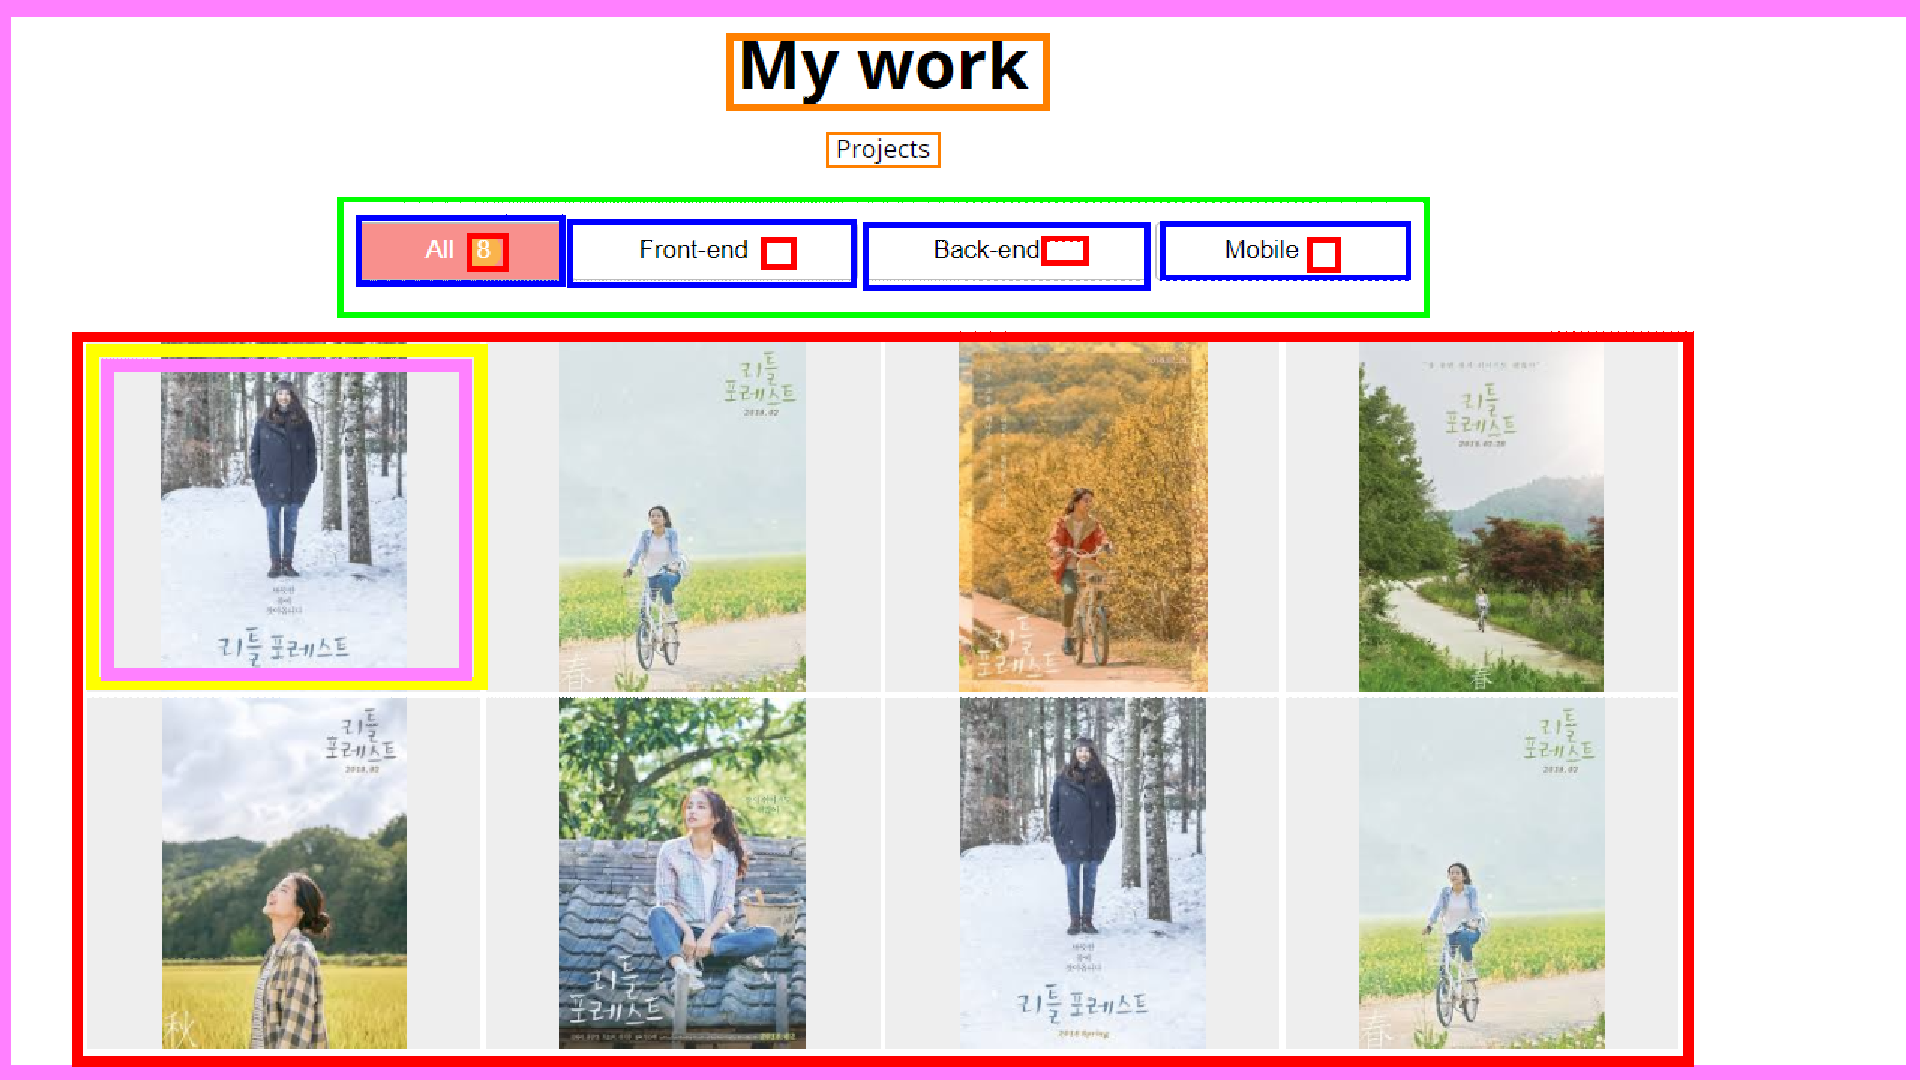 My work
Projects
All 8
Front-end
Back-end
Mobile
리틀 포레스트
리틀
포레스트
2018.02
春
리틀
포레스트
리틀
포레스트
春
리틀
포레스트
2018.02
秋
리틀
포레스트
리틀 포레스트
2018 Spring
리틀
포레스트
2018.02
春